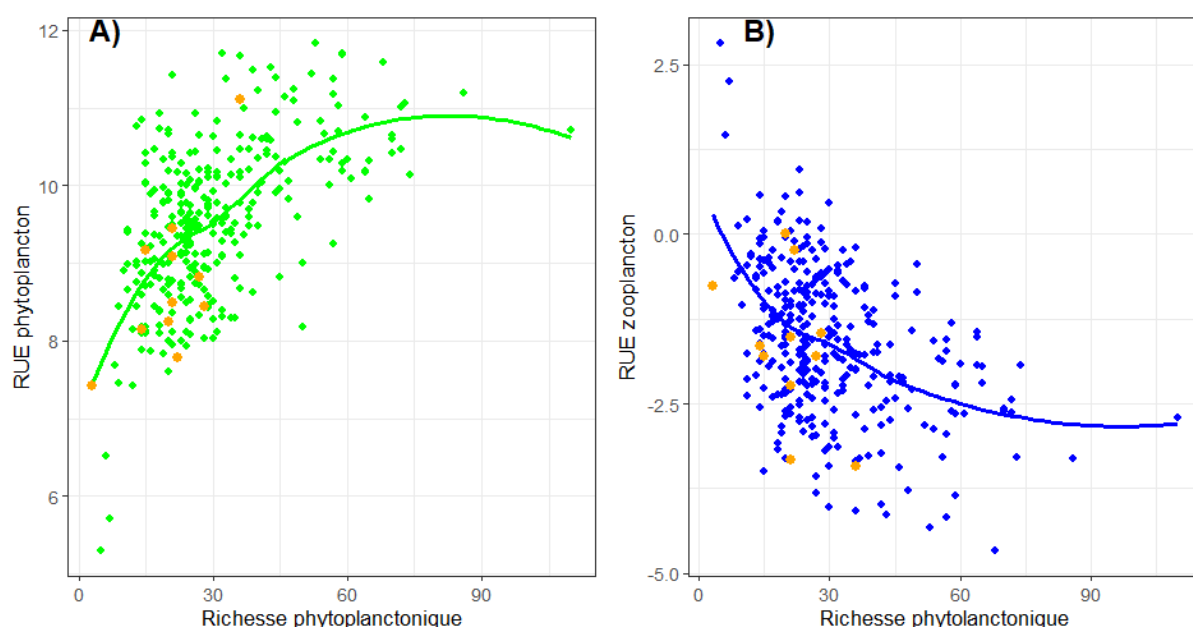 A)
12
10
8
6
RUE phytoplancton
0
30
60
90
Richesse phytoplanctonique
B)
2.5
0.0
-2.5
-5.0
RUE zooplancton
0
30
60
90
Richesse phytolanctonique